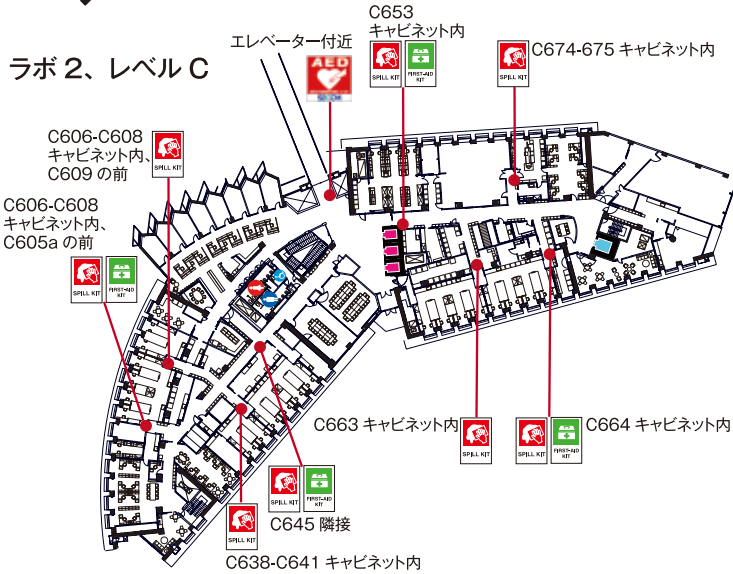 ラボ 2、レベル C
エレベーター付近
AED
C653
キャビネット内
SPILL KIT
FIRST-AID
KIT
SPILL KIT
C674-675 キャビネット内
C606-C608
キャビネット内、
C609 の前
SPILL KIT
C606-C608
キャビネット内、
C605a の前
SPILL KIT
FIRST-AID
KIT
C663 キャビネット内
SPILL KIT
SPILL KIT
FIRST-AID
KIT
C664 キャビネット内
SPILL KIT
FIRST-AID
KIT
C645 隣接
SPILL KIT
C638-C641 キャビネット内